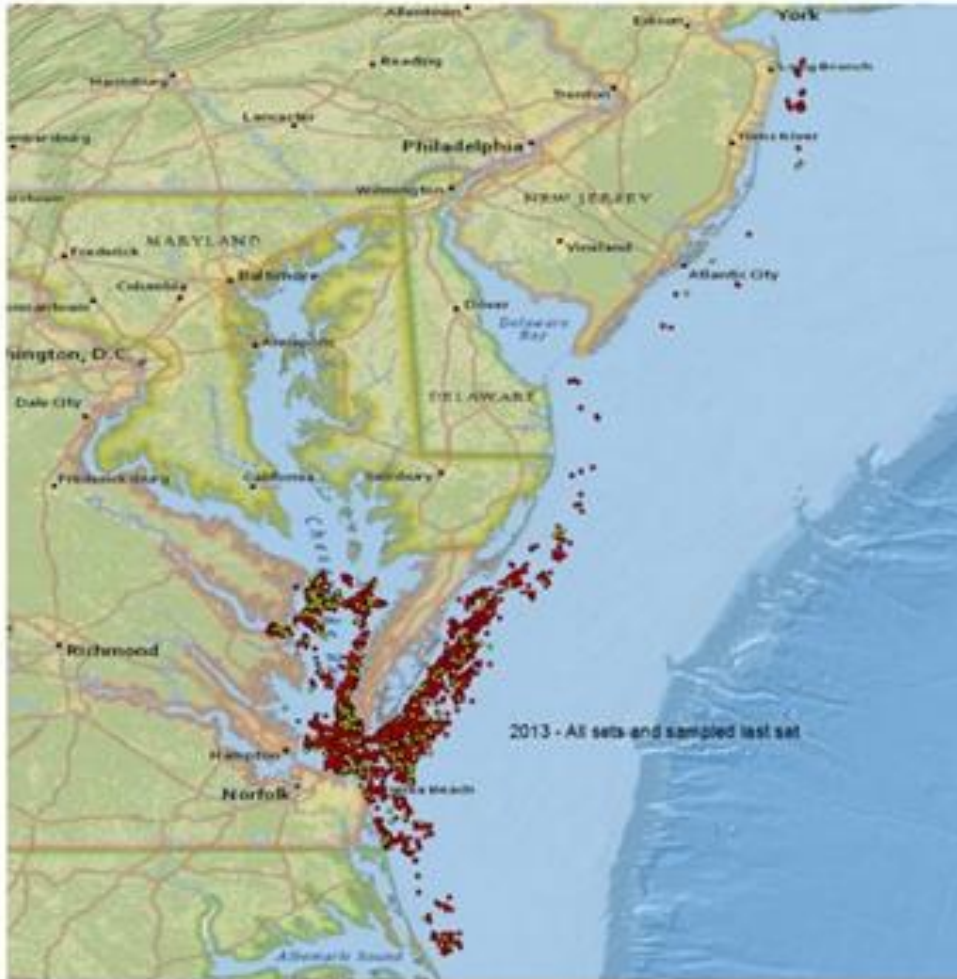 Allentown
York
Edison
Reading
Long Branch
Harrisburg
Trenton
Lancaster
Philadelphia
Toms River
Wilmington
NEW JERSEY
MARYLAND
Frederick
Vineland
Baltimore
Atlantic City
Columbia
Dover
Delaware
Bay
Annapolis
hington, D.C.
DELAWARE
Dale City
Fredericksburg
California
Salisbury
Richmond
2013 - All sets and sampled last set
Hampton
Norfolk
Beach
Albemarle Sound